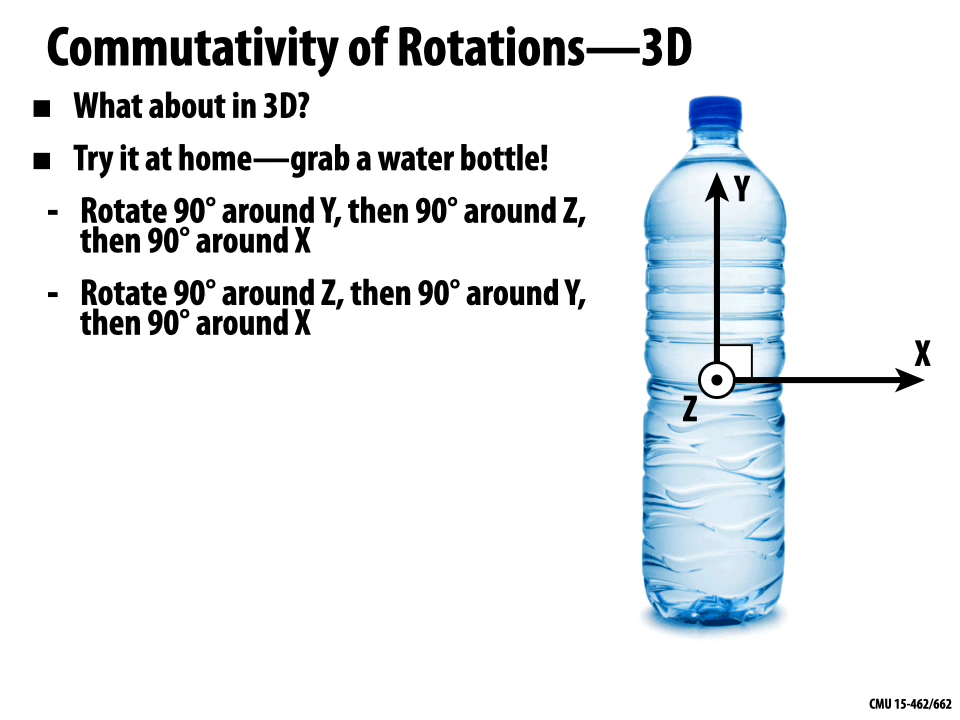 Commutativity of Rotations—3D
■ What about in 3D?
■ Try it at home—grab a water bottle!
- Rotate 90° around Y, then 90° around Z,
then 90° around X
- Rotate 90° around Z, then 90° around Y,
then 90° around X
Y
X
Z
CMU 15-462/662